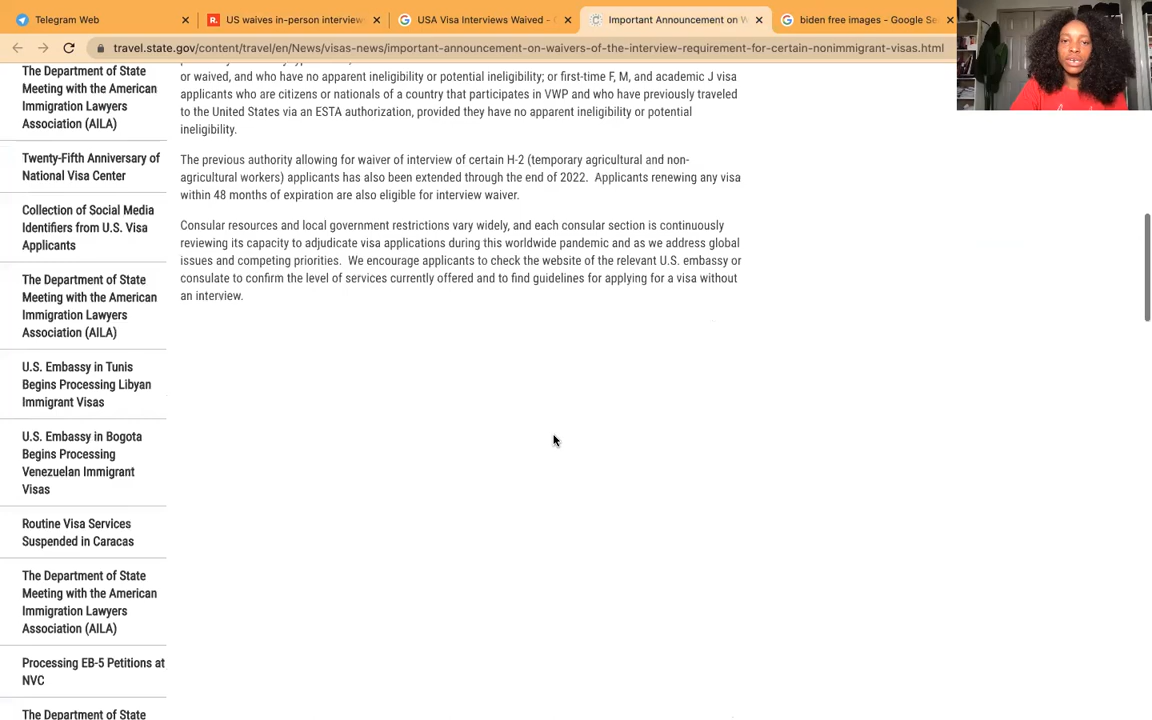 Telegram Web
US waives in-person interview
USA Visa Interviews Waived -
Important Announcement on W
biden free images - Google Se
travel.state.gov/content/travel/en/News/visas-news/important-announcement-on-waivers-of-the-interview-requirement-for-certain-nonimmigrant-visas.html
The Department of State
Meeting with the American
Immigration Lawyers
Association (AILA)
Twenty-Fifth Anniversary of
National Visa Center
Collection of Social Media
Identifiers from U.S. Visa
Applicants
The Department of State
Meeting with the American
Immigration Lawyers
Association (AILA)
U.S. Embassy in Tunis
Begins Processing Libyan
Immigrant Visas
U.S. Embassy in Bogota
Begins Processing
Venezuelan Immigrant
Visas
Routine Visa Services
Suspended in Caracas
The Department of State
Meeting with the American
Immigration Lawyers
Association (AILA)
Processing EB-5 Petitions at
NVC
The Department of State
or waived, and who have no apparent ineligibility or potential ineligibility; or first-time F, M, and academic J visa
applicants who are citizens or nationals of a country that participates in VWP and who have previously traveled
to the United States via an ESTA authorization, provided they have no apparent ineligibility or potential
ineligibility.
The previous authority allowing for waiver of interview of certain H-2 (temporary agricultural and non-
agricultural workers) applicants has also been extended through the end of 2022.  Applicants renewing any visa
within 48 months of expiration are also eligible for interview waiver.
Consular resources and local government restrictions vary widely, and each consular section is continuously
reviewing its capacity to adjudicate visa applications during this worldwide pandemic and as we address global
issues and competing priorities.  We encourage applicants to check the website of the relevant U.S. embassy or
consulate to confirm the level of services currently offered and to find guidelines for applying for a visa without
an interview.